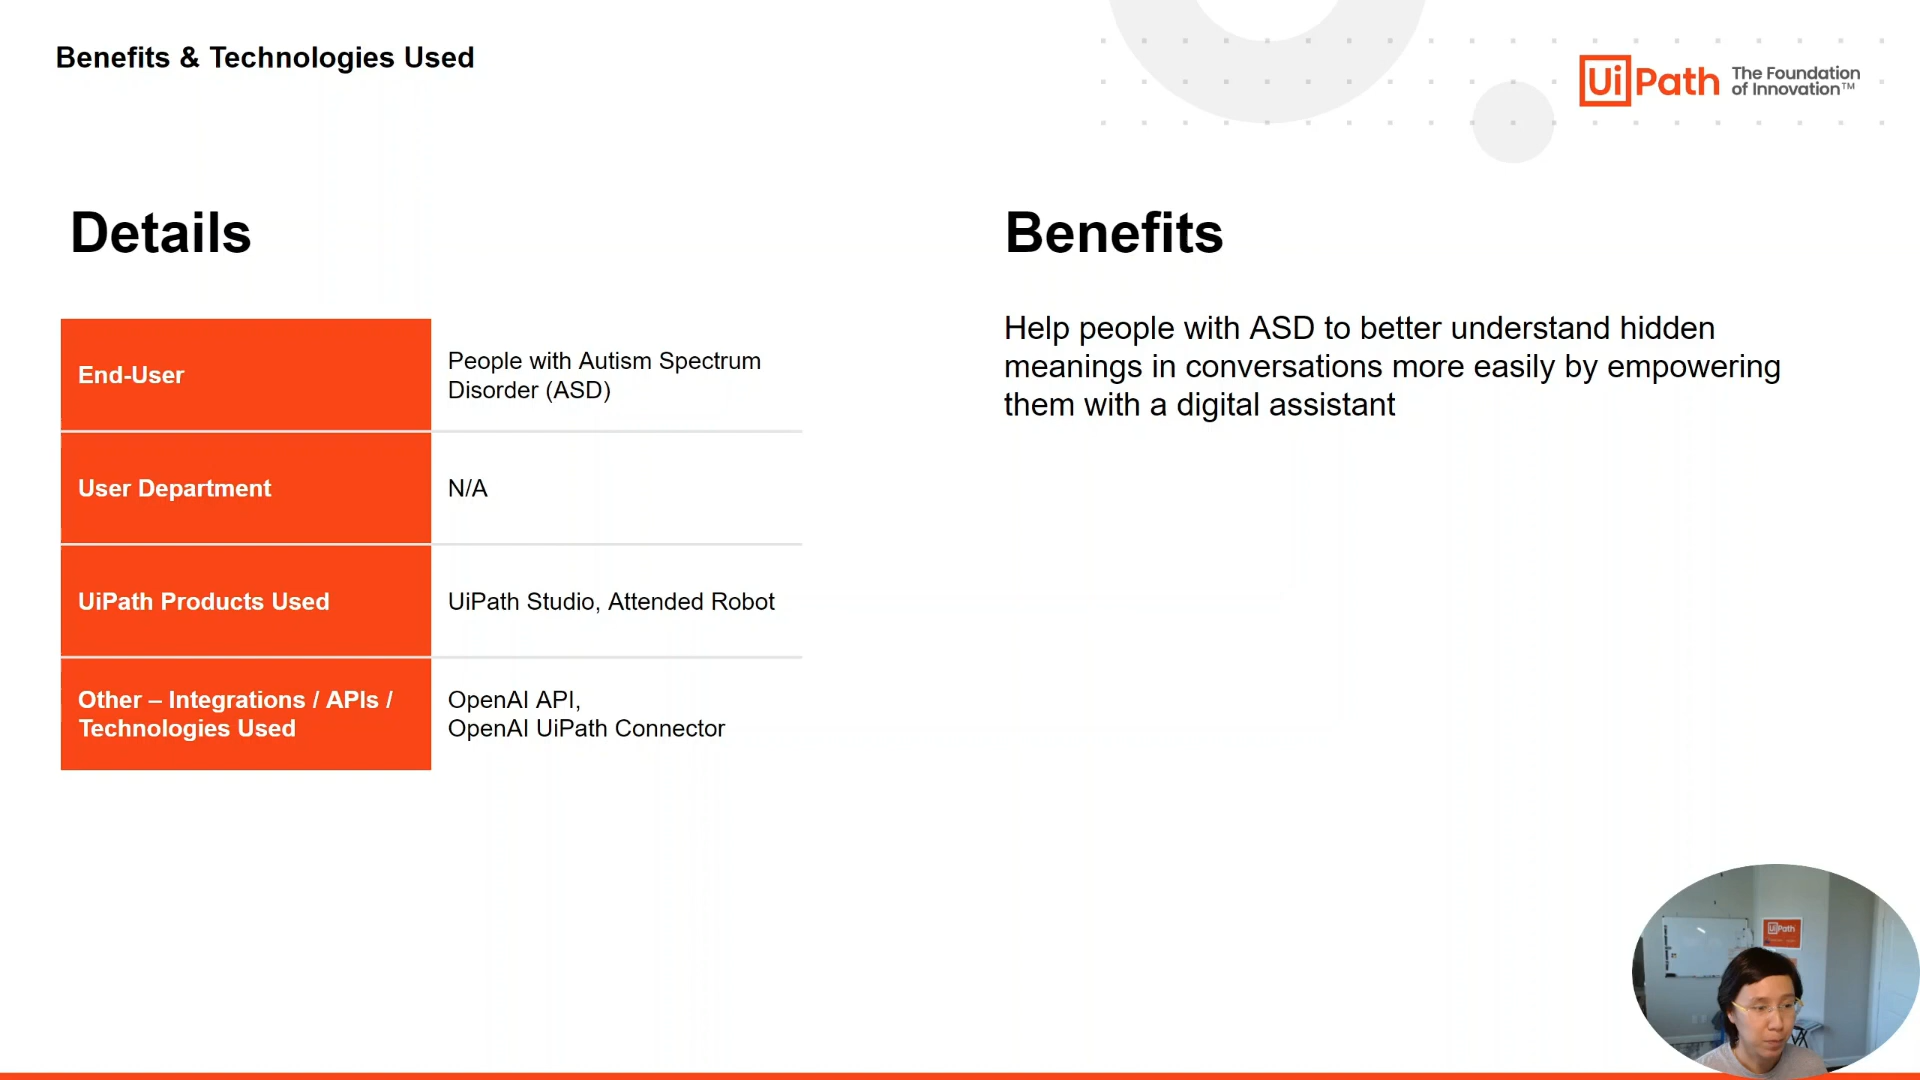 Benefits & Technologies Used
UiPath The Foundation
of Innovation™
Details
End-User
People with Autism Spectrum
Disorder (ASD)
User Department
N/A
UiPath Products Used
UiPath Studio, Attended Robot
Other – Integrations / APIs /
Technologies Used
OpenAI API,
OpenAI UiPath Connector
Benefits
Help people with ASD to better understand hidden
meanings in conversations more easily by empowering
them with a digital assistant
UiPath